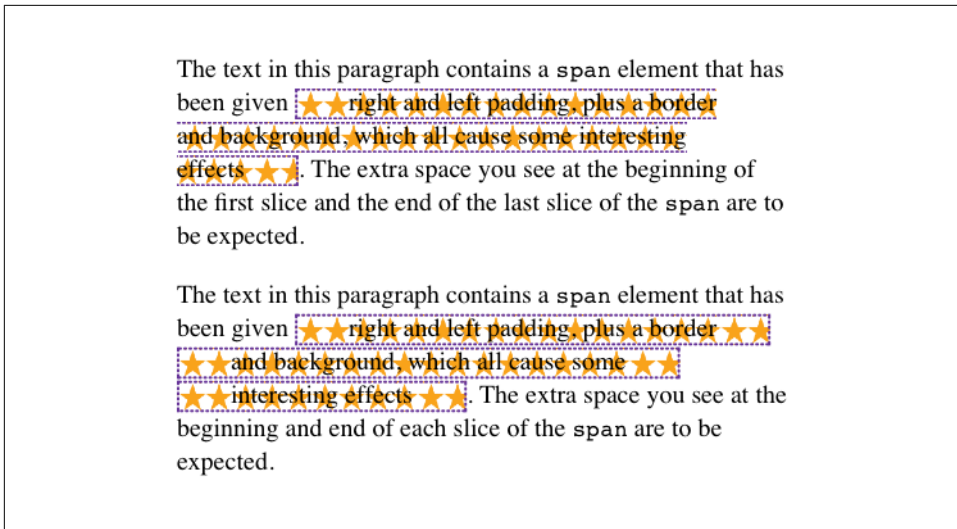 The text in this paragraph contains a span element that has
been given right and left padding, plus a border
and background, which all cause some interesting
effects. The extra space you see at the beginning of
the first slice and the end of the last slice of the span are to
be expected.
The text in this paragraph contains a span element that has
been given right and left padding, plus a border
and background, which all cause some
interesting effects. The extra space you see at the
beginning and end of each slice of the span are to be
expected.